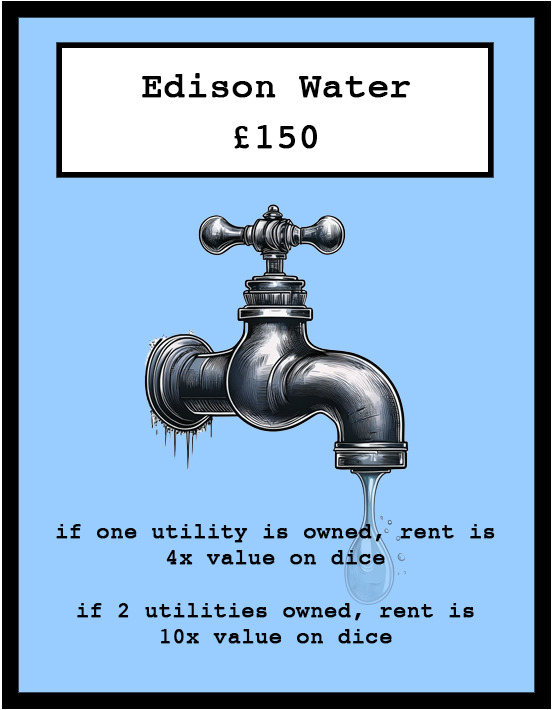 Edison Water
£150
if one utility is owned, rent is
4x value on dice
if 2 utilities owned, rent is
10x value on dice